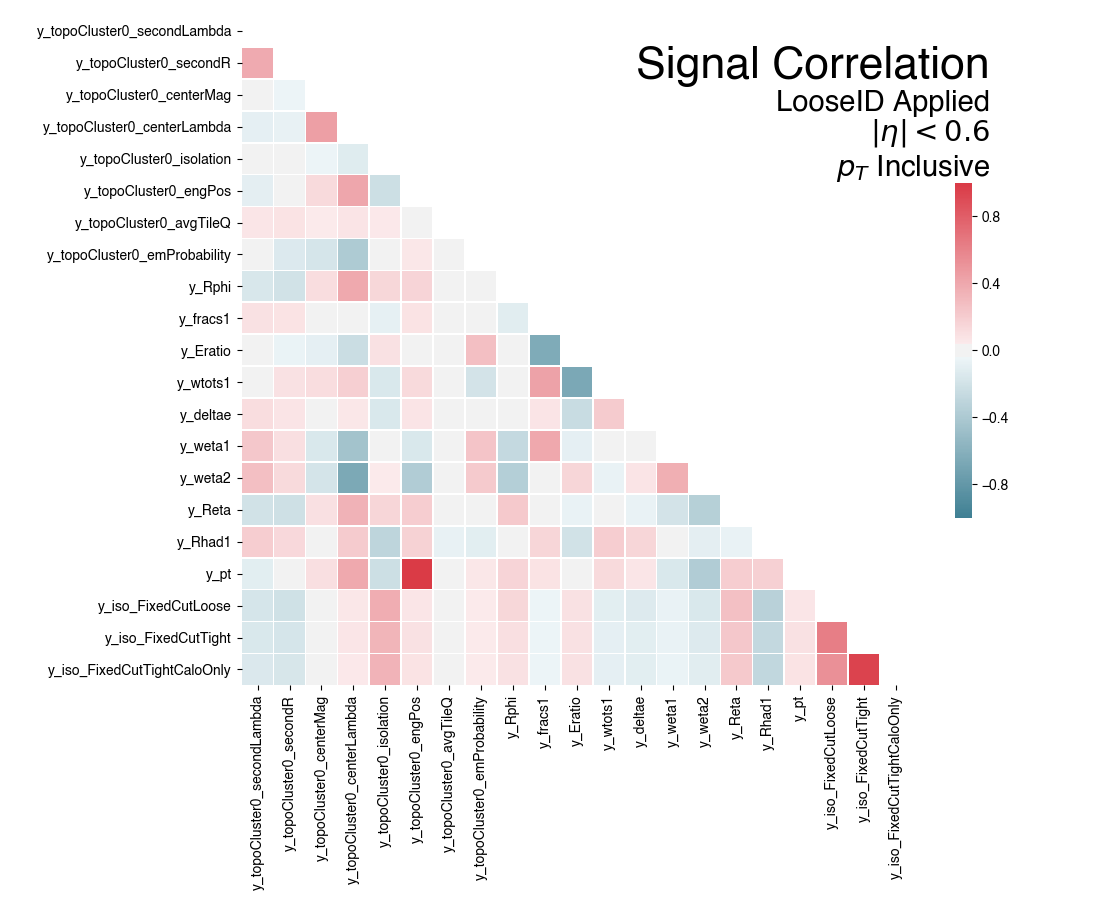 Signal Correlation
LooseID Applied
|η| < 0.6
p_T Inclusive
y_topoCluster0_secondLambda
y_topoCluster0_secondR
y_topoCluster0_centerMag
y_topoCluster0_centerLambda
y_topoCluster0_isolation
y_topoCluster0_engPos
y_topoCluster0_avgTileQ
y_topoCluster0_emProbability
y_Rphi
y_fracs1
y_Eratio
y_wtots1
y_deltae
y_weta1
y_weta2
y_Reta
y_Rhad1
y_pt
y_iso_FixedCutLoose
y_iso_FixedCutTight
y_iso_FixedCutTightCaloOnly
0.8
0.4
0.0
−0.4
−0.8
y_topoCluster0_secondLambda
y_topoCluster0_secondR
y_topoCluster0_centerMag
y_topoCluster0_centerLambda
y_topoCluster0_isolation
y_topoCluster0_engPos
y_topoCluster0_avgTileQ
y_topoCluster0_emProbability
y_Rphi
y_fracs1
y_Eratio
y_wtots1
y_deltae
y_weta1
y_weta2
y_Reta
y_Rhad1
y_pt
y_iso_FixedCutLoose
y_iso_FixedCutTight
y_iso_FixedCutTightCaloOnly